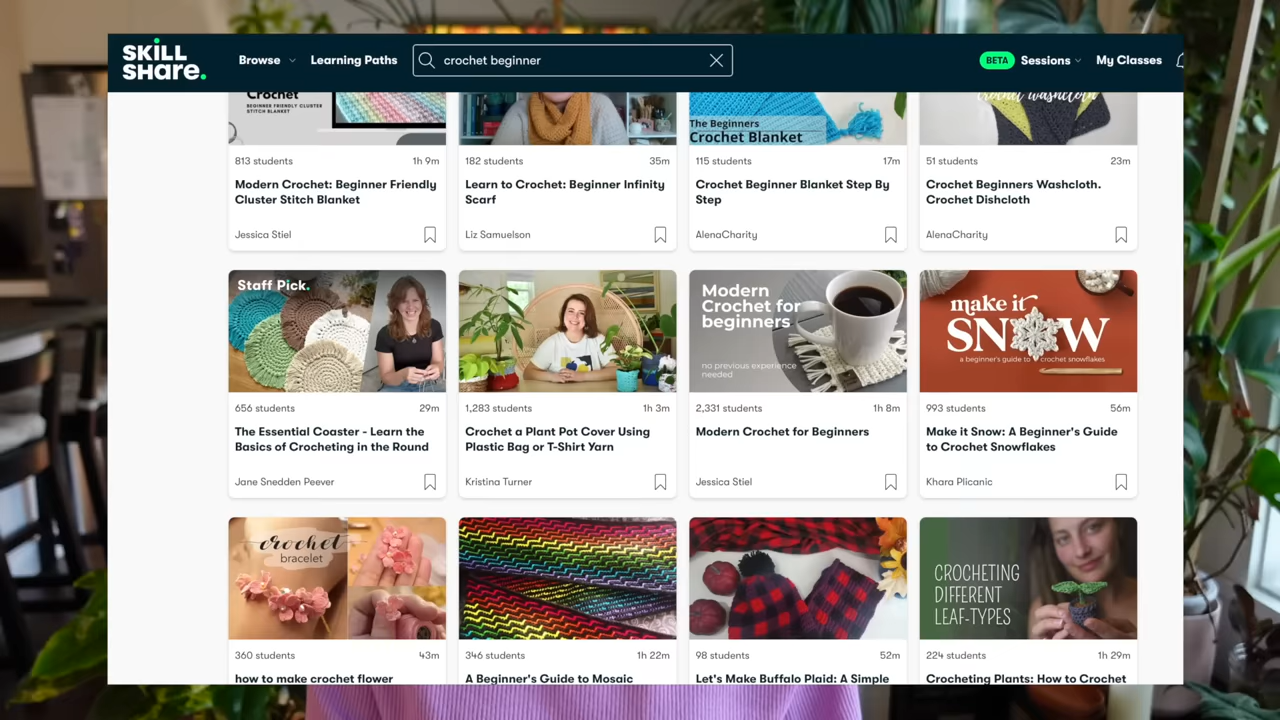 SKILL
SHare.
Browse
Learning Paths
crochet beginner
BETA
Sessions
My Classes
Crochet
BEGINNER FRIENDLY CLUSTER
STITCH BLANKET
The Beginners
Crochet Blanket
crochet washcloth
813 students
1h 9m
Modern Crochet: Beginner Friendly
Cluster Stitch Blanket
Jessica Stiel
182 students
35m
Learn to Crochet: Beginner Infinity
Scarf
Liz Samuelson
115 students
17m
Crochet Beginner Blanket Step By
Step
AlenaCharity
51 students
23m
Crochet Beginners Washcloth.
Crochet Dishcloth
AlenaCharity
Staff Pick.
656 students
29m
The Essential Coaster - Learn the
Basics of Crocheting in the Round
Jane Snedden Peever
1,283 students
1h 3m
Crochet a Plant Pot Cover Using
Plastic Bag or T-Shirt Yarn
Kristina Turner
Modern
Crochet for
beginners
no previous experience
needed
2,331 students
1h 8m
Modern Crochet for Beginners
Jessica Stiel
make it
SNOW
a beginner's guide to crochet snowflakes
993 students
56m
Make it Snow: A Beginner's Guide
to Crochet Snowflakes
Khara Plicanic
crochet
bracelet
360 students
43m
how to make crochet flower
346 students
1h 22m
A Beginner's Guide to Mosaic
98 students
52m
Let's Make Buffalo Plaid: A Simple
CROCHETING
DIFFERENT
LEAF-TYPES
224 students
1h 29m
Crocheting Plants: How to Crochet